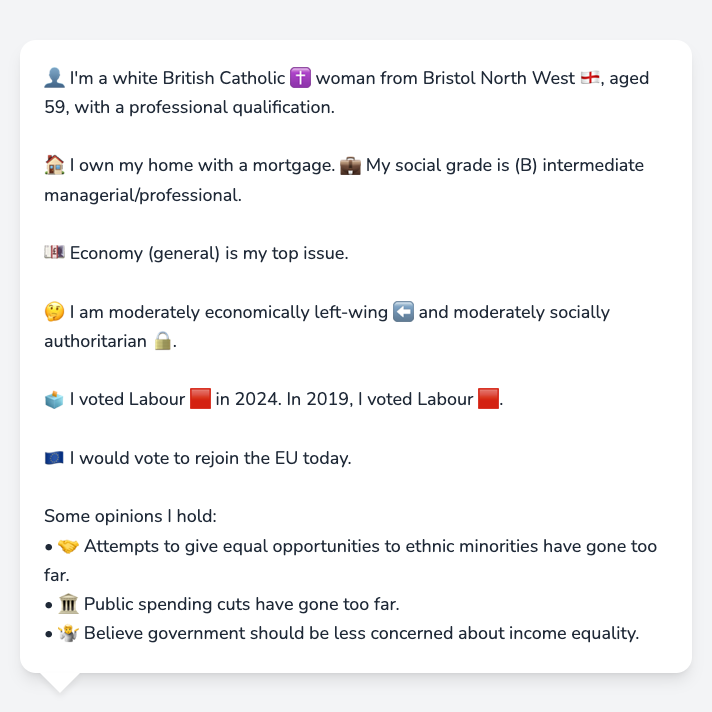 👤 I'm a white British Catholic ✝️ woman from Bristol North West 🏴󠁧󠁢󠁥󠁮󠁧󠁿, aged
59, with a professional qualification.
🏠 I own my home with a mortgage. 💼 My social grade is (B) intermediate
managerial/professional.
💷 Economy (general) is my top issue.
🤔 I am moderately economically left-wing ⬅️ and moderately socially
authoritarian 🔒.
🗳️ I voted Labour 🟥 in 2024. In 2019, I voted Labour 🟥.
🇪🇺 I would vote to rejoin the EU today.
Some opinions I hold:
• 🤝 Attempts to give equal opportunities to ethnic minorities have gone too
far.
• 🏛️ Public spending cuts have gone too far.
• 🤷 Believe government should be less concerned about income equality.